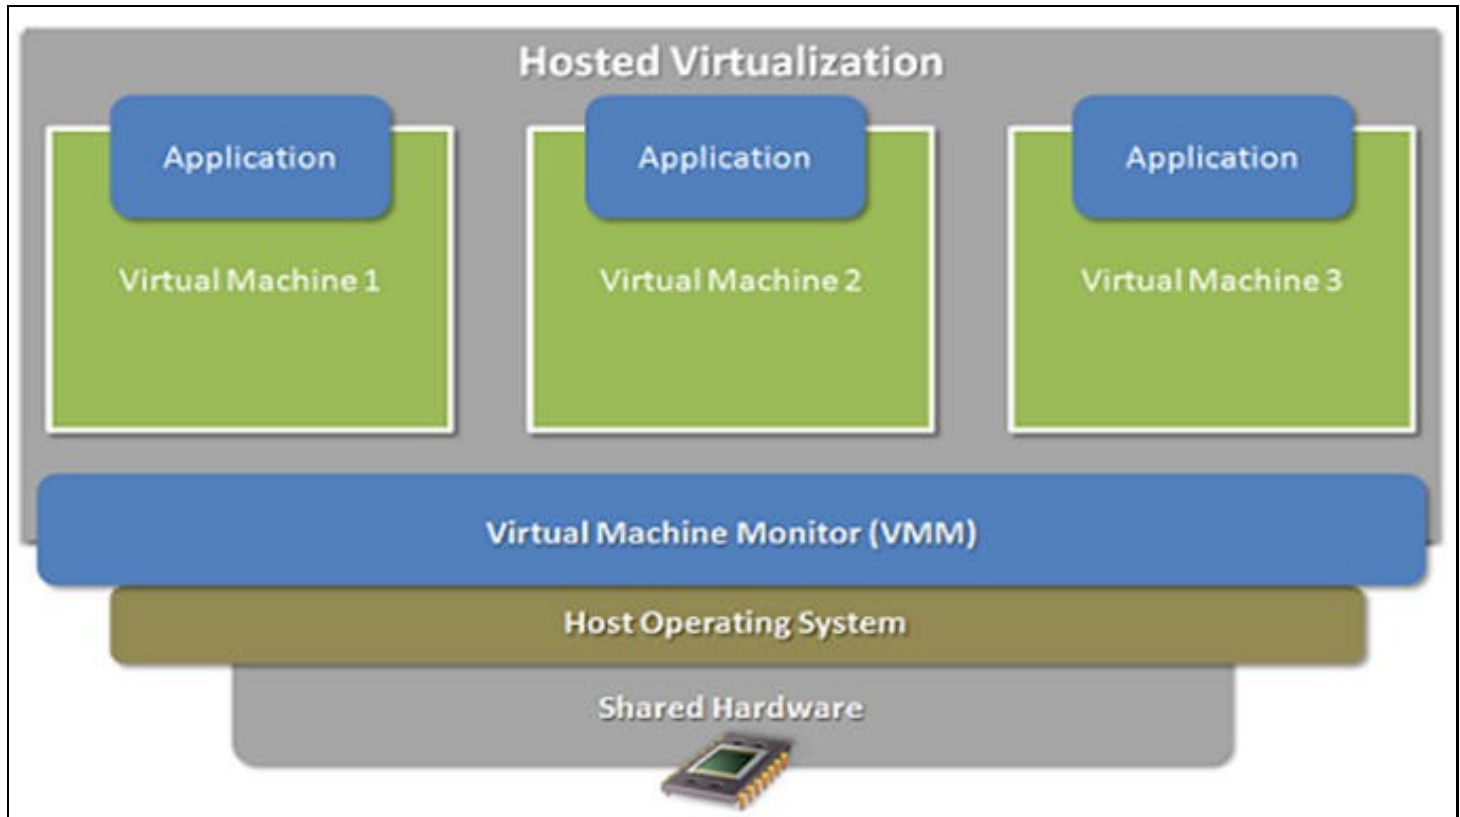 Hosted Virtualization
Application
Application
Application
Virtual Machine 1
Virtual Machine 2
Virtual Machine 3
Virtual Machine Monitor (VMM)
Host Operating System
Shared Hardware